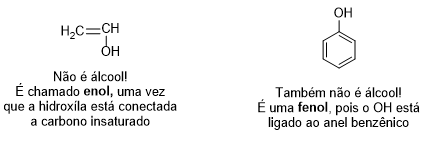 H₂C=CH
OH
Não é álcool!
É chamado enol, uma vez
que a hidroxíla está conectada
a carbono insaturado
OH
Também não é álcool!
É uma fenol, pois o OH está
ligado ao anel benzênico